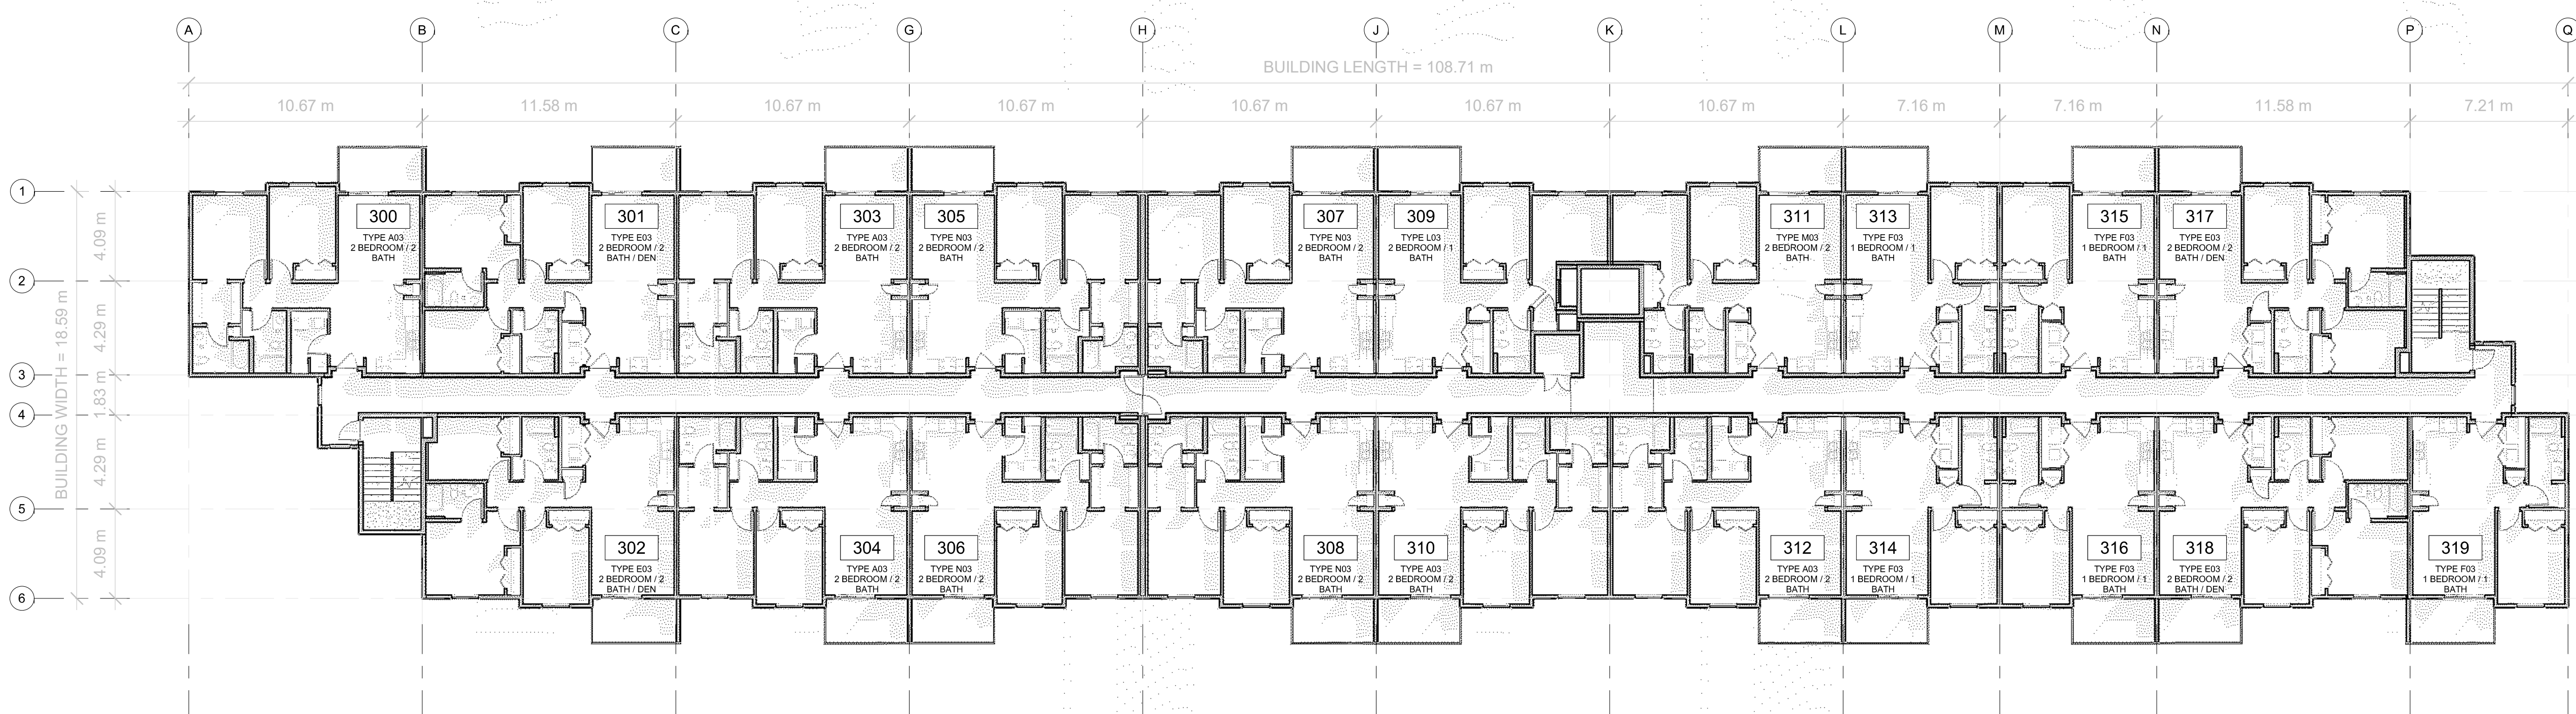 A B C G H J K L M N P Q
BUILDING LENGTH = 108.71 m
10.67 m 11.58 m 10.67 m 10.67 m 10.67 m 10.67 m 10.67 m 7.16 m 7.16 m 11.58 m 7.21 m
1
2
3
4
5
6
BUILDING WIDTH = 18.59 m
4.09 m
4.29 m
1.83 m
4.29 m
4.09 m
300
TYPE A03
2 BEDROOM / 2
BATH
301
TYPE E03
2 BEDROOM / 2
BATH / DEN
303
TYPE A03
2 BEDROOM / 2
BATH
305
TYPE N03
2 BEDROOM / 2
BATH
307
TYPE N03
2 BEDROOM / 2
BATH
309
TYPE L03
2 BEDROOM / 1
BATH
311
TYPE M03
2 BEDROOM / 2
BATH
313
TYPE F03
1 BEDROOM / 1
BATH
315
TYPE F03
1 BEDROOM / 1
BATH
317
TYPE E03
2 BEDROOM / 2
BATH / DEN
302
TYPE E03
2 BEDROOM / 2
BATH / DEN
304
TYPE A03
2 BEDROOM / 2
BATH
306
TYPE N03
2 BEDROOM / 2
BATH
308
TYPE N03
2 BEDROOM / 2
BATH
310
TYPE A03
2 BEDROOM / 2
BATH
312
TYPE A03
2 BEDROOM / 2
BATH
314
TYPE F03
1 BEDROOM / 1
BATH
316
TYPE F03
1 BEDROOM / 1
BATH
318
TYPE E03
2 BEDROOM / 2
BATH / DEN
319
TYPE F03
1 BEDROOM / 1
BATH